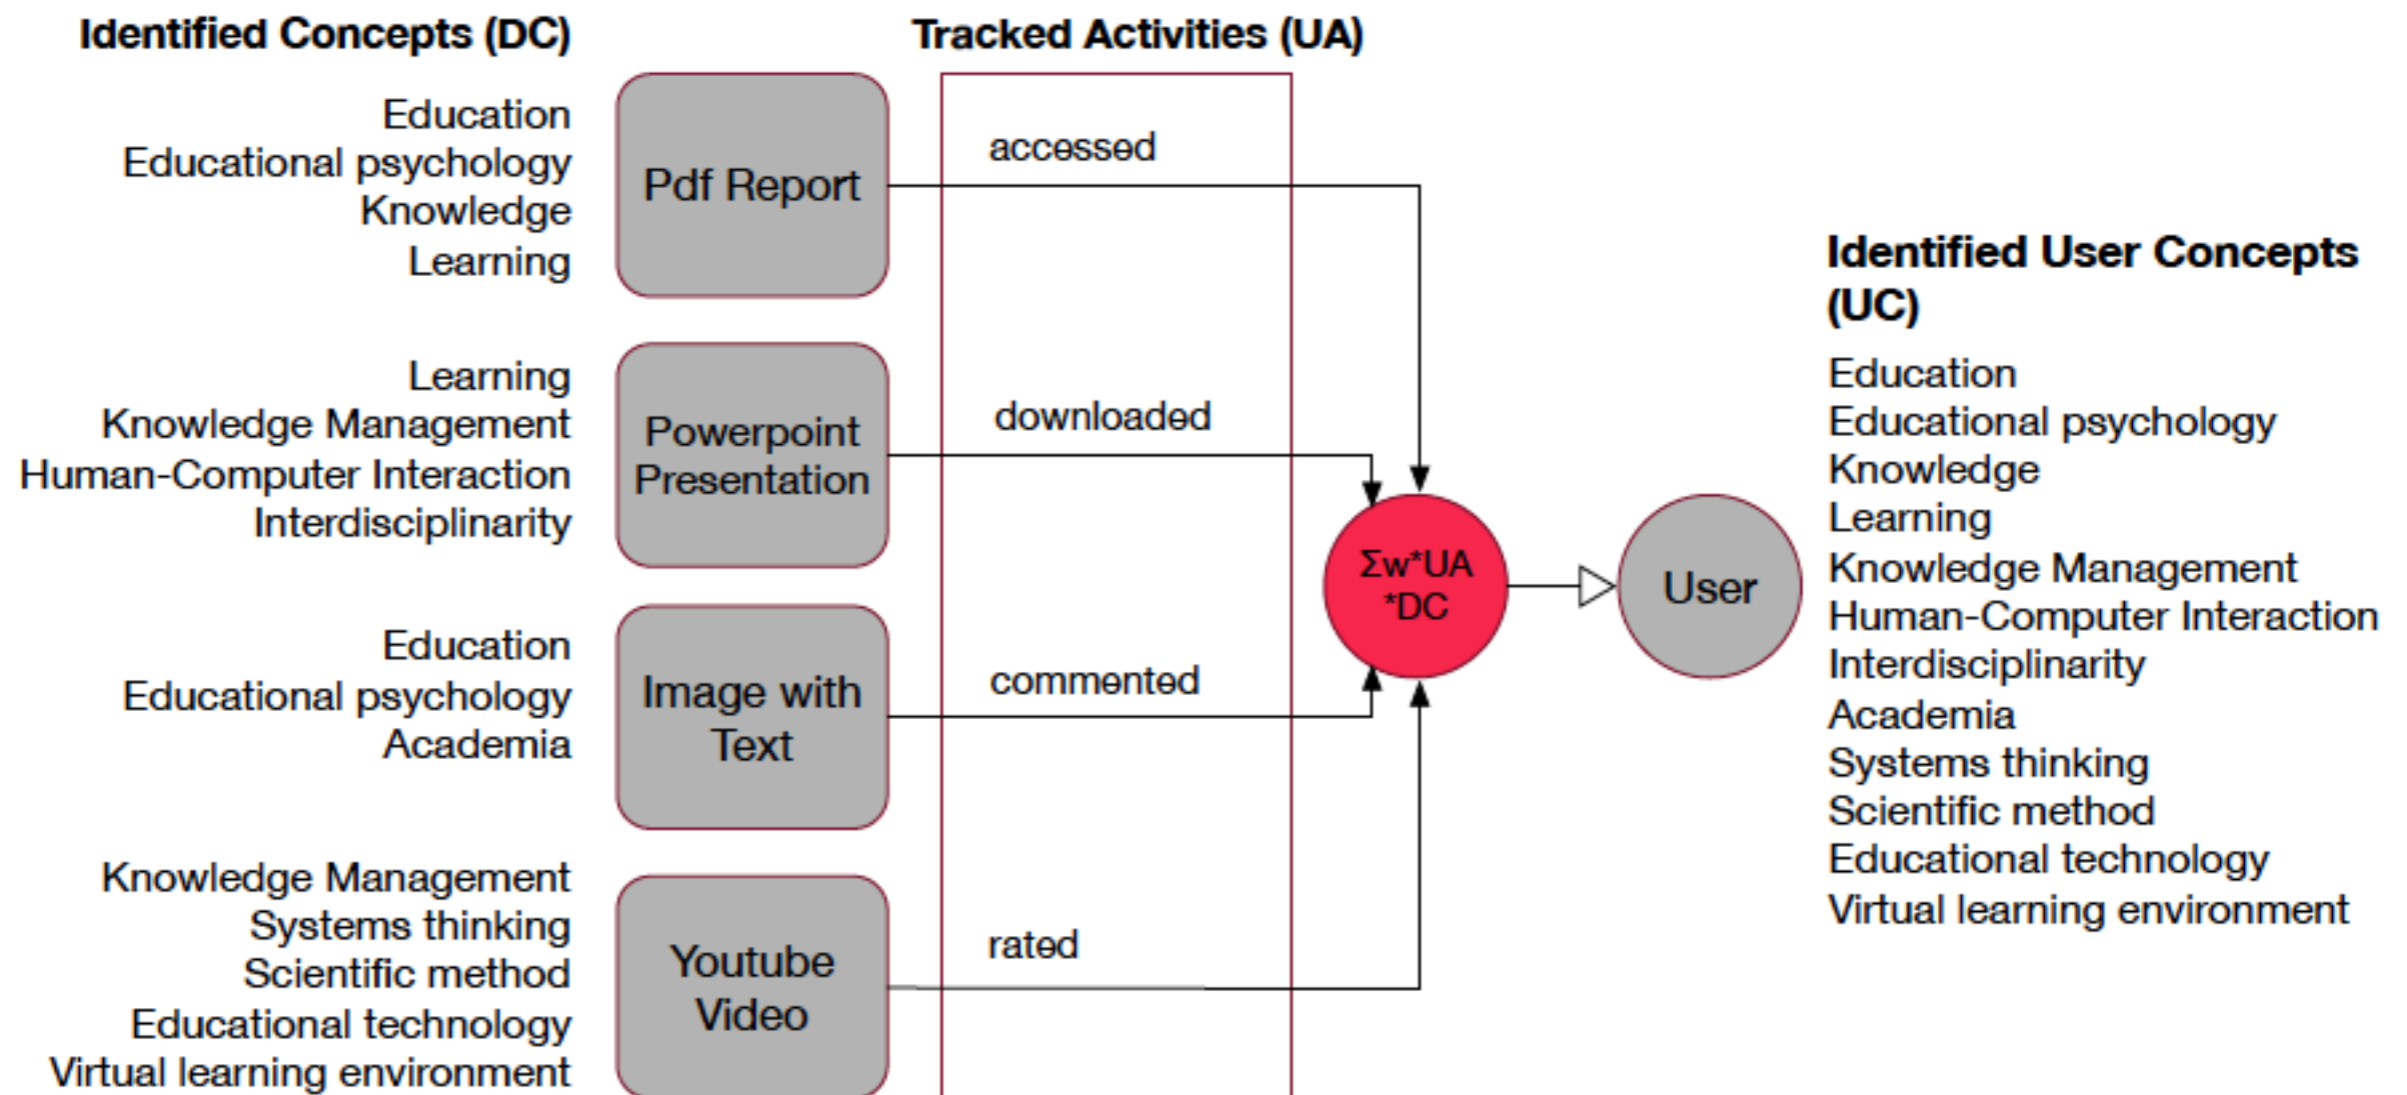 Identified Concepts (DC)
Tracked Activities (UA)
Education
Educational psychology
Knowledge
Learning
Pdf Report
accessed
Learning
Knowledge Management
Human-Computer Interaction
Interdisciplinarity
Powerpoint
Presentation
downloaded
Education
Educational psychology
Academia
Image with
Text
commented
Knowledge Management
Systems thinking
Scientific method
Educational technology
Virtual learning environment
Youtube
Video
rated
Σw*UA
*DC
User
Identified User Concepts
(UC)
Education
Educational psychology
Knowledge
Learning
Knowledge Management
Human-Computer Interaction
Interdisciplinarity
Academia
Systems thinking
Scientific method
Educational technology
Virtual learning environment